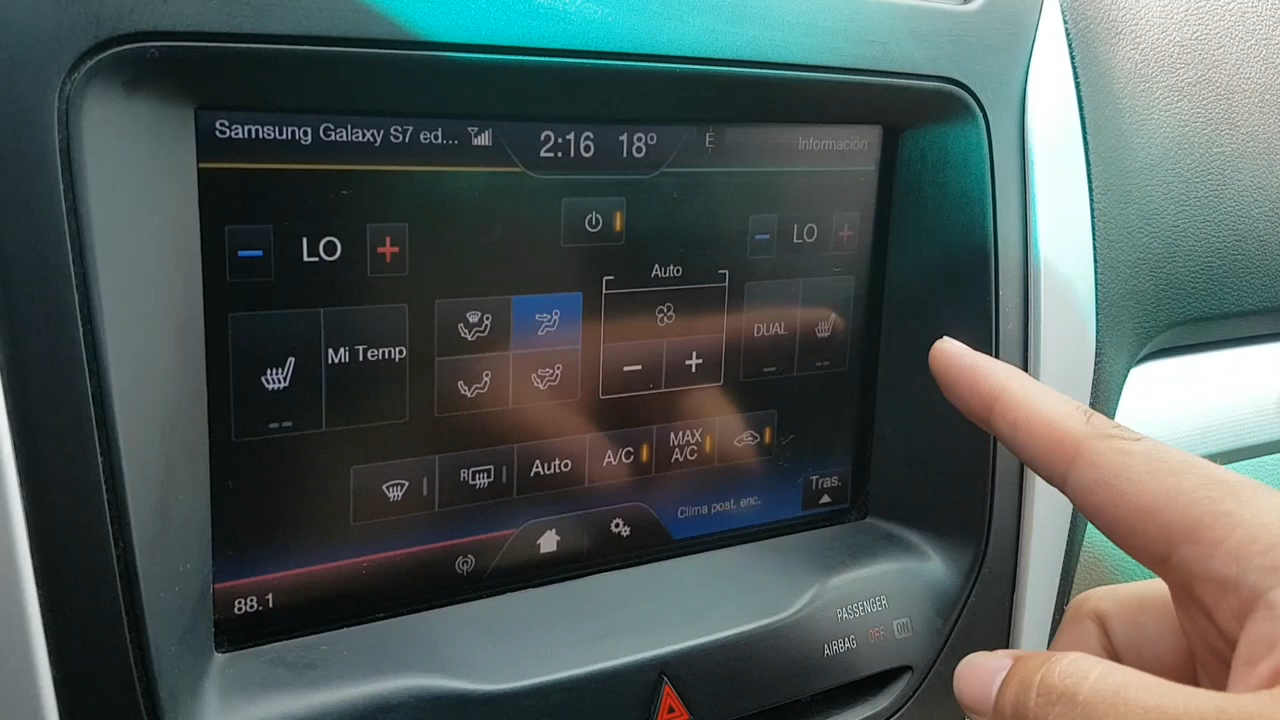 Samsung Galaxy S7 ed...
2:16 18º
E
Información
LO
LO
Auto
Mi Temp
DUAL
R
Auto
A/C
MAX
A/C
Clima post. enc.
Tras.
88.1
PASSENGER
AIRBAG OFF ON